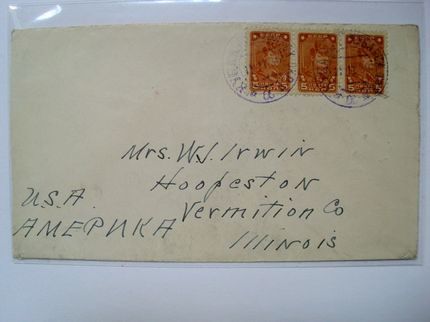 Mrs. W.J. Irwin
Hoopeston
Vermition Co
Illinois
U.S.A.
АМЕРИКА